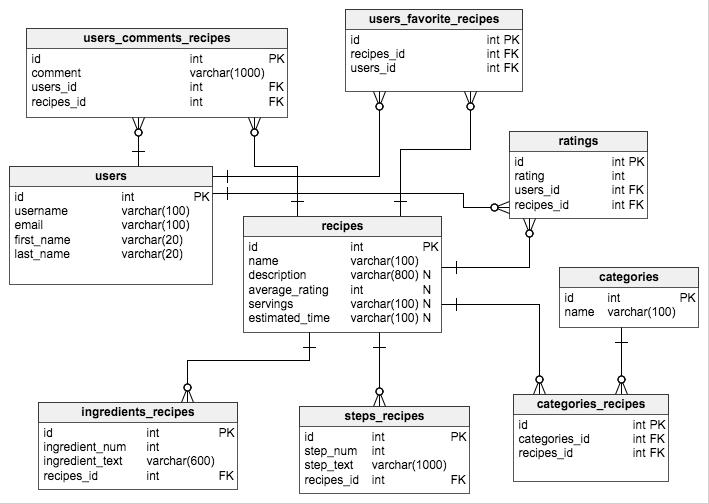 users_comments_recipes
id int PK
comment varchar(1000)
users_id int FK
recipes_id int FK
users_favorite_recipes
id int PK
recipes_id int FK
users_id int FK
ratings
id int PK
rating int
users_id int FK
recipes_id int FK
users
id int PK
username varchar(100)
email varchar(100)
first_name varchar(20)
last_name varchar(20)
recipes
id int PK
name varchar(100)
description varchar(800) N
average_rating int N
servings varchar(100) N
estimated_time varchar(100) N
categories
id int PK
name varchar(100)
ingredients_recipes
id int PK
ingredient_num int
ingredient_text varchar(600)
recipes_id int FK
steps_recipes
id int PK
step_num int
step_text varchar(1000)
recipes_id int FK
categories_recipes
id int PK
categories_id int FK
recipes_id int FK